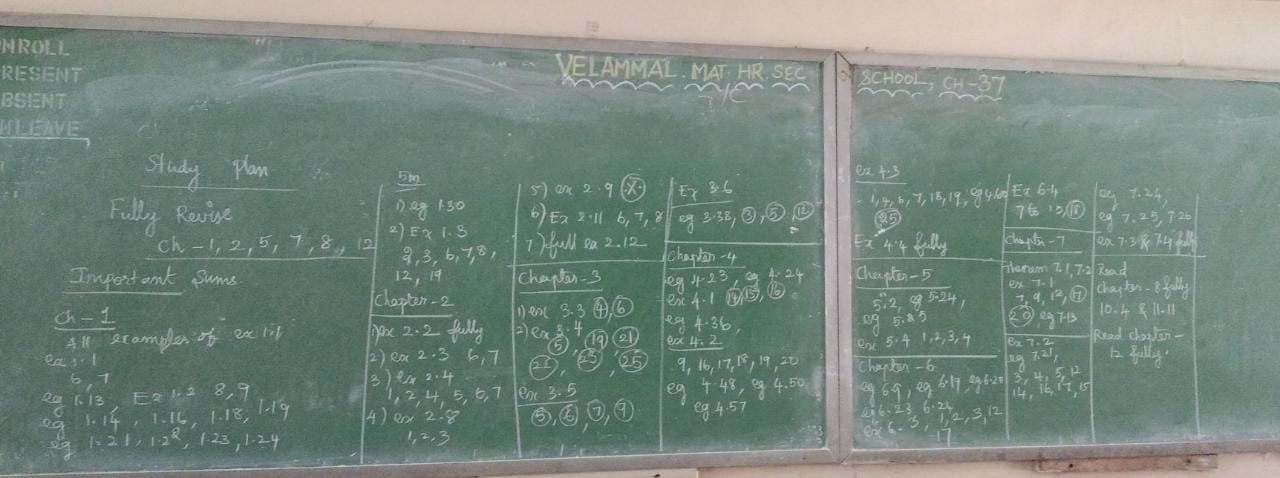 NROLL
RESENT
BSENT
N LEAVE
VELAMMAL. MAT. HR. SEC
SCHOOL, CH-37
Study Plan
Fully Revise
Ch - 1, 2, 5, 7, 8, 12
Important Sums
Ch - 1
All examples of ex 1.1
ex 1.1
6, 7
eg 1.13, Ex 1.2 8, 9
eg 1.14, 1.16, 1.18, 1.19
eg 1.21, 1.22, 1.23, 1.24
5m
1) eg 1.30
2) Ex 1.3
9, 3, 6, 7, 8,
12, 19
Chapter - 2
1) ex 2.2 fully
2) ex 2.3 6, 7
3) ex 2.4
1, 2, 4, 5, 6, 7
4) ex 2.8
1, 2, 3
5) ex 2.9
6) Ex 2.11 6, 7, 8
7) full ex 2.12
Chapter - 3
1) ex 3.3 4, 6
2) ex 3.4
5, 19, 21
23, 25
ex 3.5
5, 6, 7, 9
Ex 3.6
eg 3.38, 3, 5, 12
Chapter - 4
eg 4.23, eg 4.24
ex 4.1 14, 15, 16
eg 4.36,
ex 4.2
9, 16, 17, 18, 19, 20
eg 4.48, eg 4.50
eg 4.57
ex 4.3
1, 4, 6, 7, 18, 19, eg 4.60
25
Ex 4.4 fully
Chapter - 5
5.2, eg 5.24,
eg 5.
ex 5.4 1, 2, 3, 4
Chapter - 6
eg 6.9, eg 6.19, eg 6.20
eg 6.23, 6.24
ex 6.3, 1, 2, 3, 12
17
Ex 6.4
7 to
Chapter - 7
Theorem 7.1, 7.2
ex 7.1
7, 9, 12, 17
20, eg 7.13
ex 7.2
eg 7.21,
3, 4, 5, 12
14, 16, 17, 15
eg 7.24,
eg 7.25, 7.26
ex 7.3 & 7.4 fully
Read
Chapter - 8 fully
10.4 & 11.11
Read chapter -
12 fully.